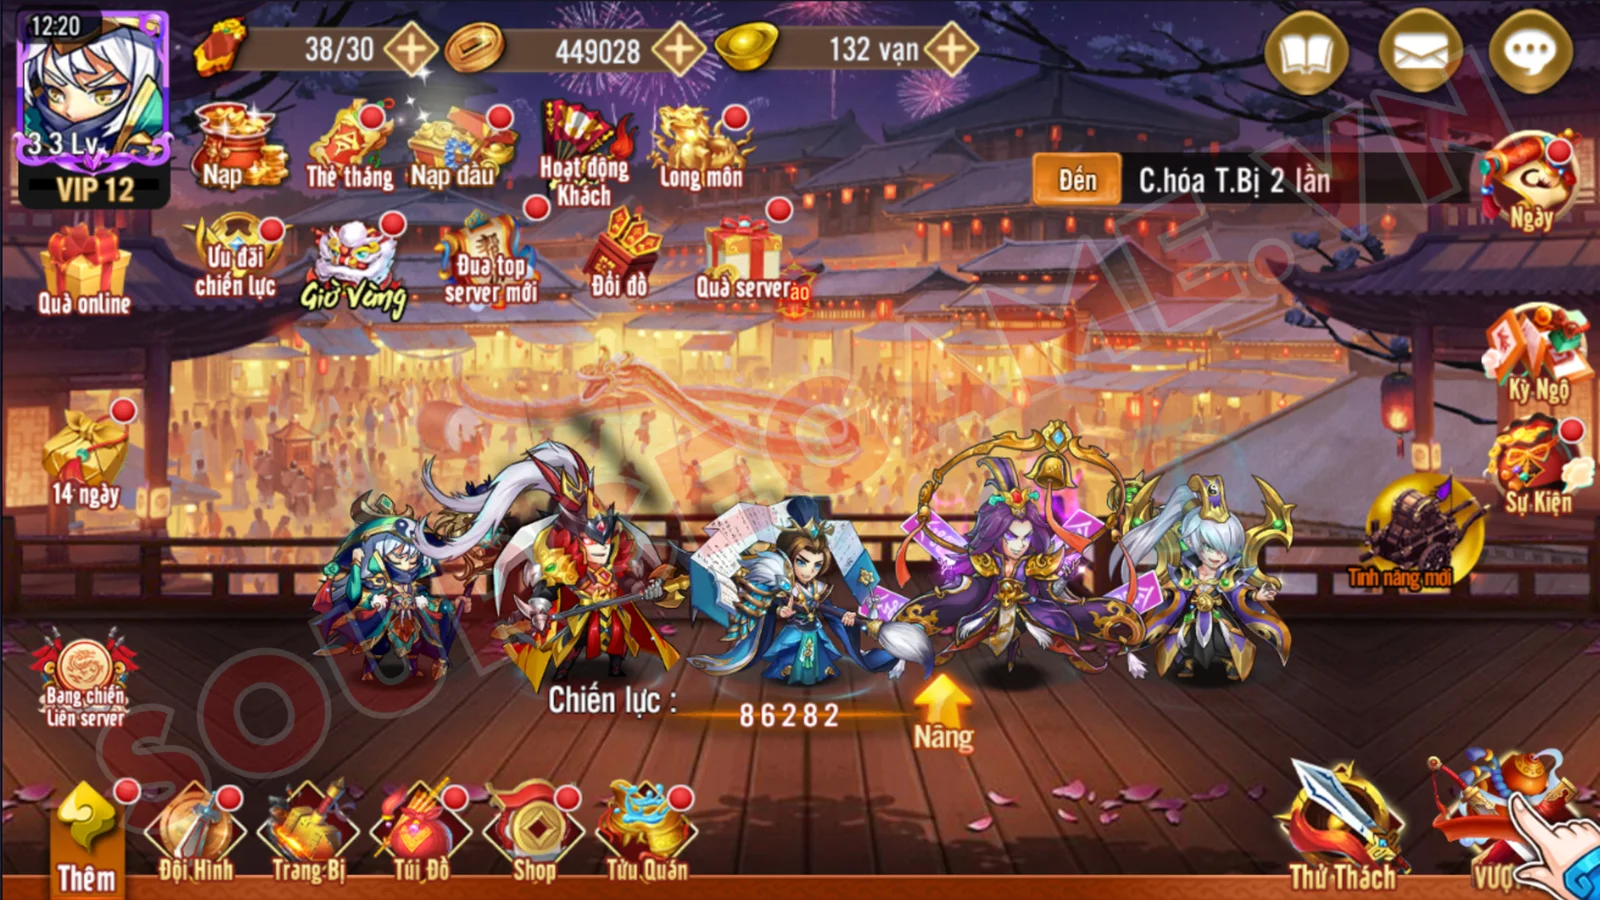 12:20
38/30
449028
132 vạn
33 Lv.
VIP 12
Nạp
Thẻ tháng
Nạp đầu
Hoạt động
Khách
Long môn
Đến
C.hóa T.Bị 2 lần
Ngày
Quà online
Ưu đãi
chiến lực
Giờ Vàng
Đua top
server mới
Đổi đồ
Quà server
Kỳ Ngộ
14 ngày
Sự Kiện
Tính năng mới
Bang chiến
Liên server
Chiến lực :
86282
Nâng
Thêm
Đội Hình
Trang Bị
Túi Đồ
Shop
Tửu Quán
Thử Thách
SOURCEGAME.VN